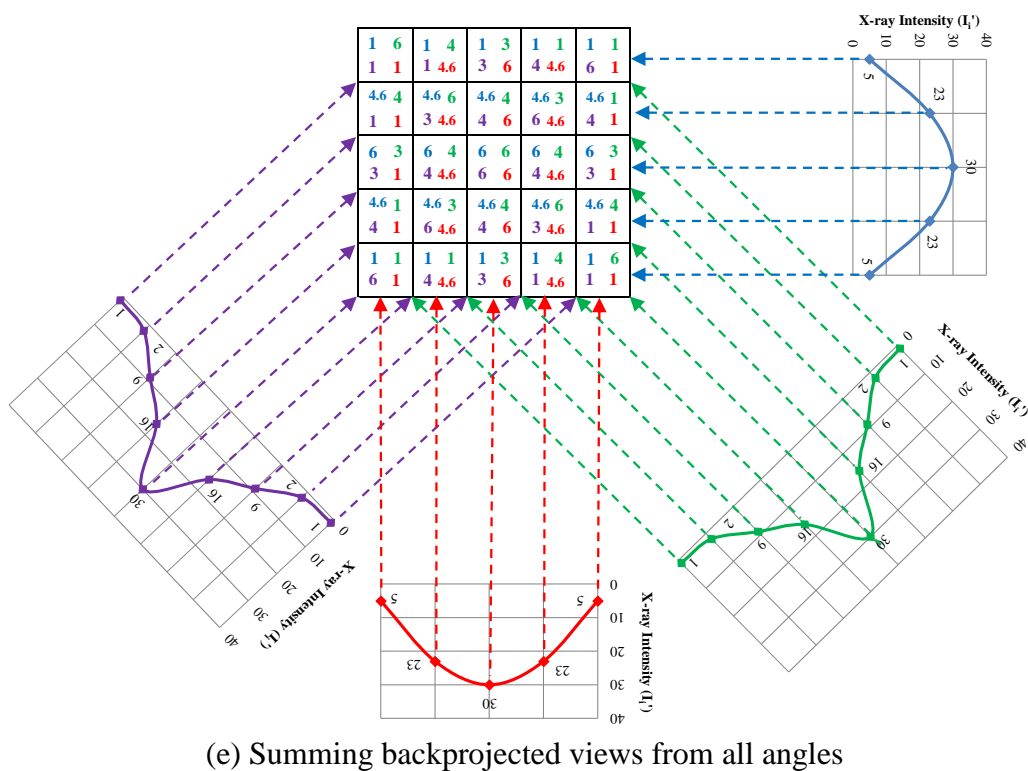 X-ray Intensity (Ii')
0 10 20 30 40
5
23
30
23
5
1 6 1 4 1 3 1 1 1 1
1 1 1 4.6 3 6 4 4.6 6 1
4.6 4 4.6 6 4.6 4 4.6 3 4.6 1
1 1 3 4.6 4 6 6 4.6 4 1
6 3 6 4 6 6 6 4 6 3
3 1 4 4.6 6 6 4 4.6 3 1
4.6 1 4.6 3 4.6 4 4.6 6 4.6 4
4 1 6 4.6 4 6 3 4.6 1 1
1 1 1 1 1 3 1 4 1 6
6 1 4 4.6 3 6 1 4.6 1 1
1
2
9
16
30
16
9
2
1
0 10 20 30 40
X-ray Intensity (Ii')
X-ray Intensity (Ii')
0 10 20 30 40
1
2
9
16
30
16
9
2
1
5 23 30 23 5
0
10
20
30
40
X-ray Intensity (Ii')
(e) Summing backprojected views from all angles